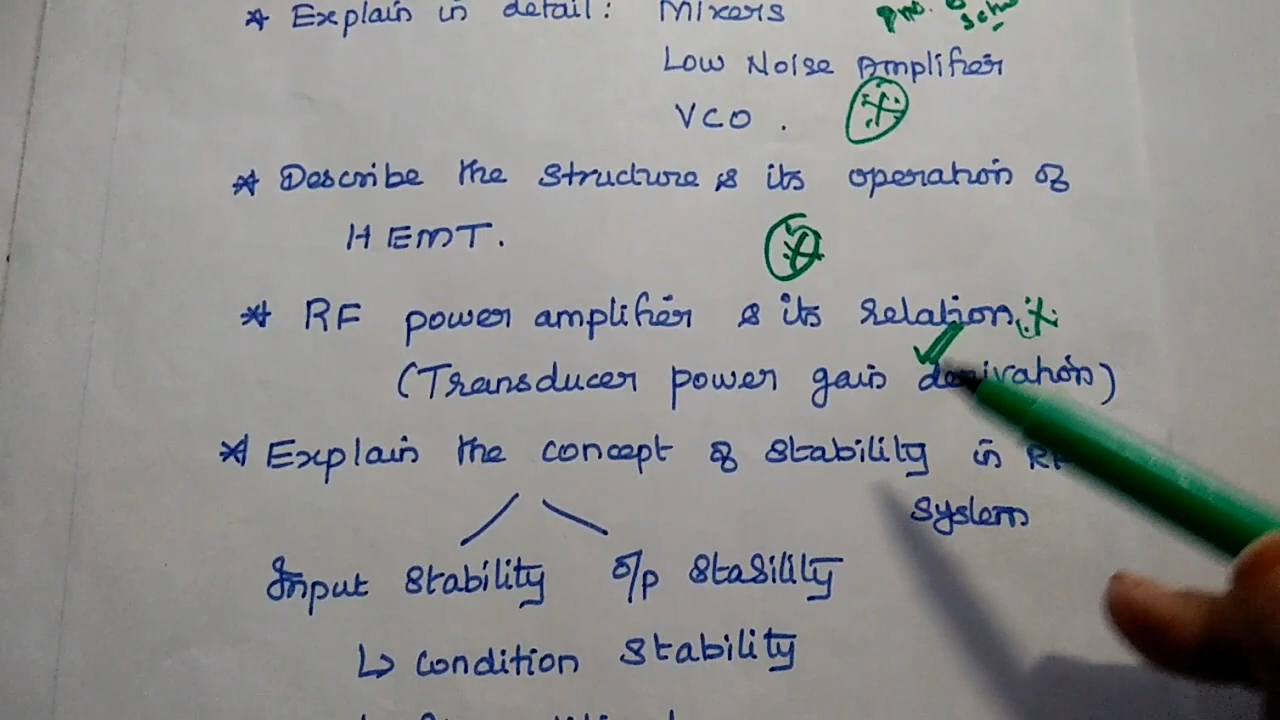 * Explain in detail: Mixers
Low Noise Amplifier
VCO.
* Describe the structure & its operation of
HEMT.
* RF power amplifier & its relation
(Transducer power gain derivation)
* Explain the concept of stability in RF
system
Input stability o/p stability
↳ condition stability